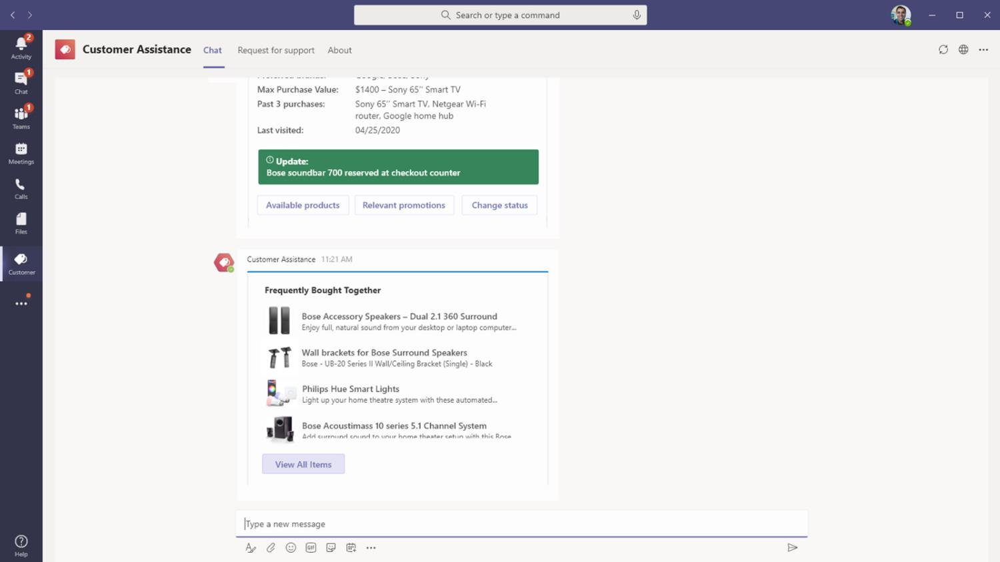 Search or type a command
2
Activity
1
Chat
1
Teams
Meetings
Calls
Files
Customer
Help
Customer Assistance
Chat
Request for support
About
Max Purchase Value: $1400 – Sony 65'' Smart TV
Past 3 purchases: Sony 65'' Smart TV, Netgear Wi-Fi
router, Google home hub
Last visited: 04/25/2020
Update:
Bose soundbar 700 reserved at checkout counter
Available products
Relevant promotions
Change status
Customer Assistance 11:21 AM
Frequently Bought Together
Bose Accessory Speakers – Dual 2.1 360 Surround
Enjoy full, natural sound from your desktop or laptop computer...
Wall brackets for Bose Surround Speakers
Bose - UB-20 Series II Wall/Ceiling Bracket (Single) - Black
Philips Hue Smart Lights
Light up your home theatre system with these automated...
Bose Acoustimass 10 series 5.1 Channel System
Add surround sound to your home theater setup with this Bose
View All Items
Type a new message
GIF